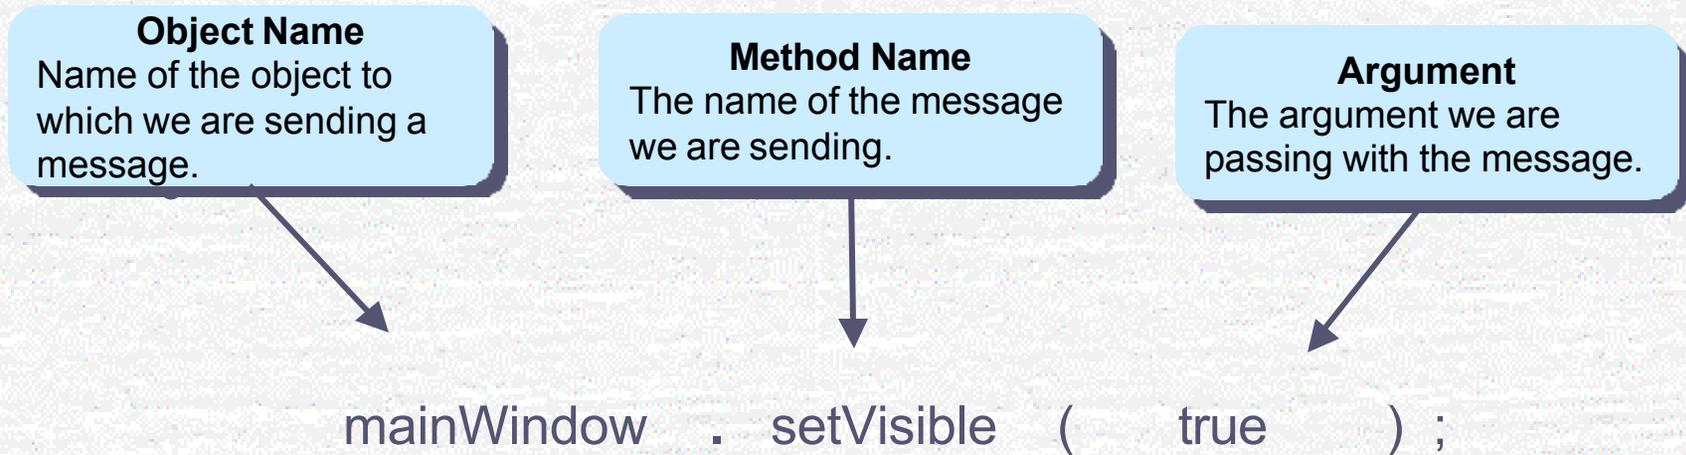 Object Name
Name of the object to
which we are sending a
message.
Method Name
The name of the message
we are sending.
Argument
The argument we are
passing with the message.
mainWindow . setVisible ( true ) ;